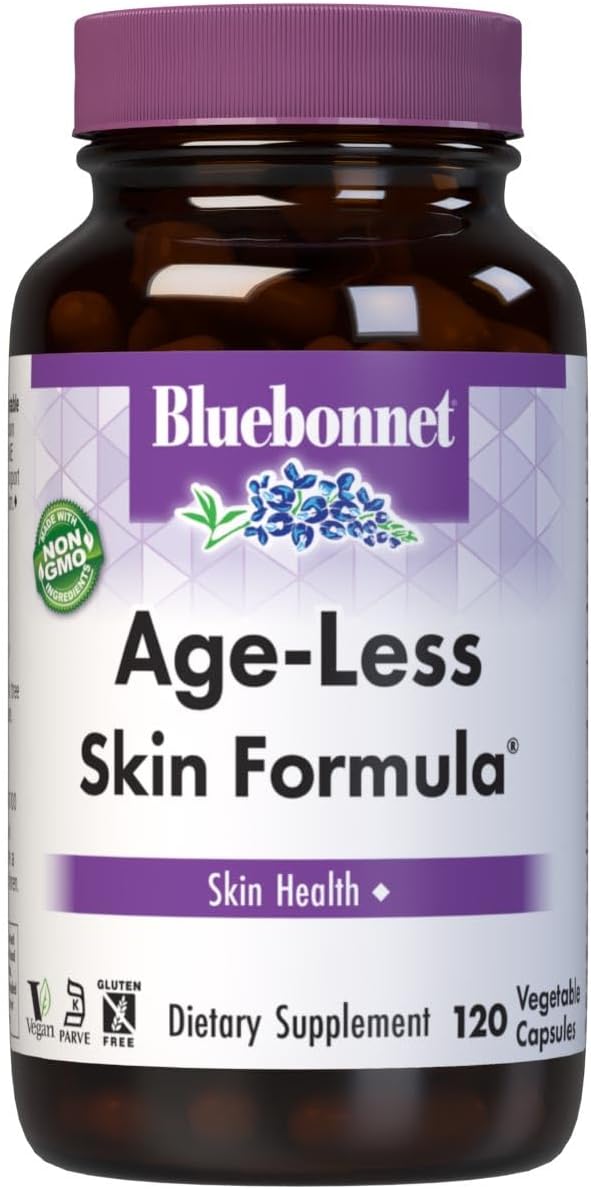 Bluebonnet®
MADE WITH
NON
GMO
INGREDIENTS
Age-Less
Skin Formula®
Skin Health ◆
Vegan
K
PARVE
GLUTEN
FREE
Dietary Supplement
120 Vegetable
Capsules